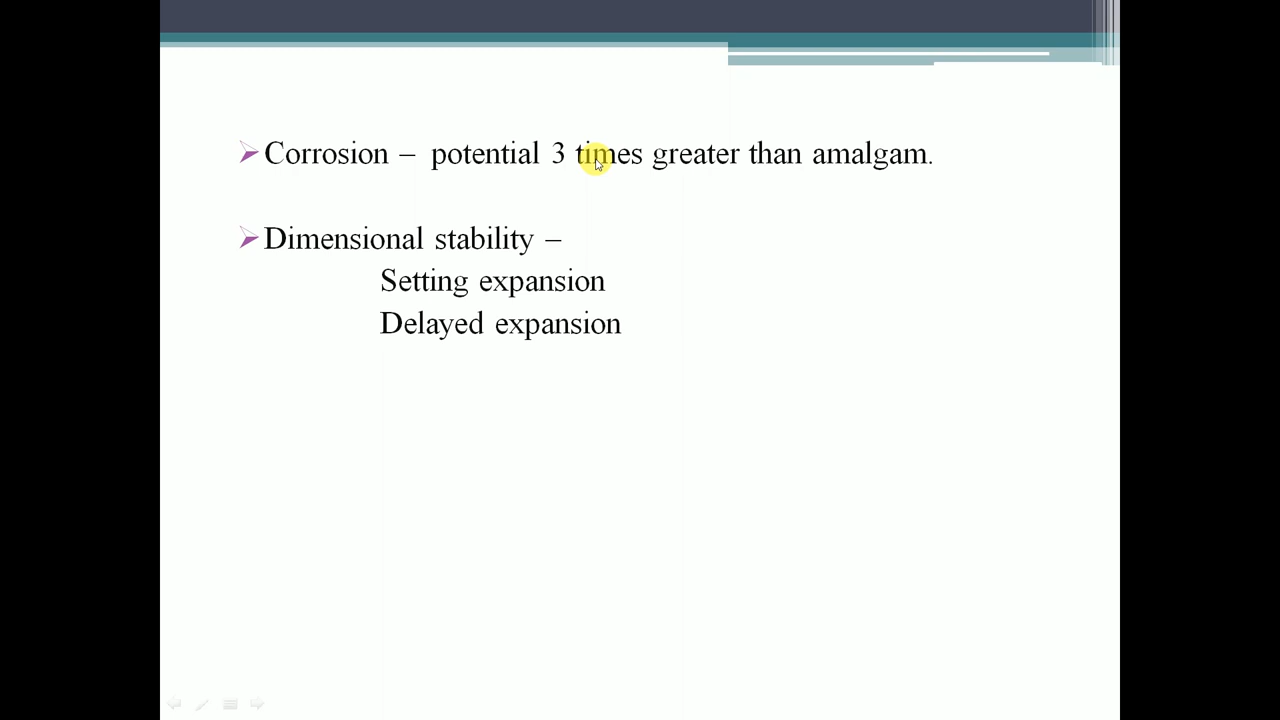 Corrosion – potential 3 times greater than amalgam.
Dimensional stability –
Setting expansion
Delayed expansion